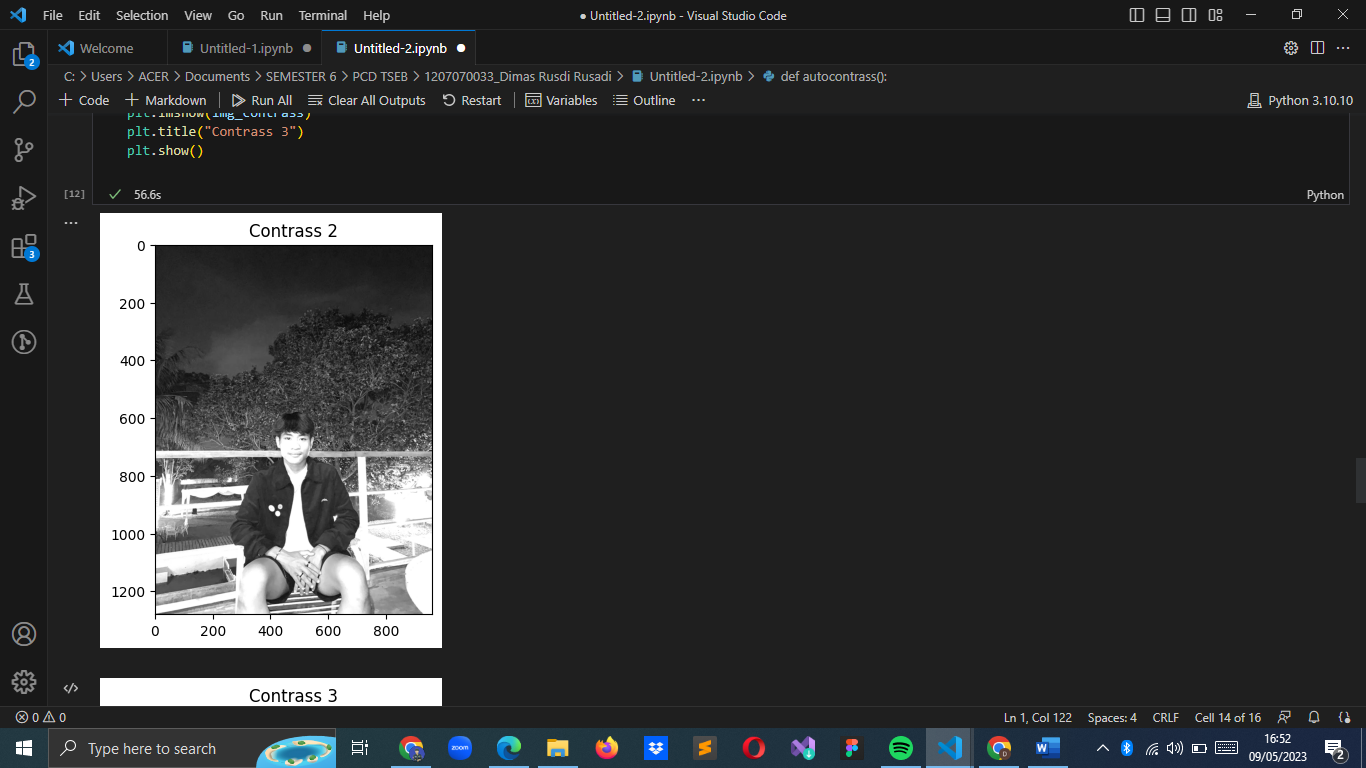 File Edit Selection View Go Run Terminal Help
● Untitled-2.ipynb - Visual Studio Code
Welcome
Untitled-1.ipynb ●
Untitled-2.ipynb ●
C: > Users > ACER > Documents > SEMESTER 6 > PCD TSEB > 1207070033_Dimas Rusdi Rusadi > Untitled-2.ipynb > def autocontrass():
+ Code + Markdown | Run All Clear All Outputs Restart | Variables Outline ...
Python 3.10.10
plt.imshow(img_contrass)
plt.title("Contrass 3")
plt.show()
[12] ✓ 56.6s
Python
...
Contrass 2
0
200
400
600
800
1000
1200
0 200 400 600 800
Contrass 3
2
3
0 0
Ln 1, Col 122 Spaces: 4 CRLF Cell 14 of 16
Type here to search
zoom
16:52
09/05/2023
2